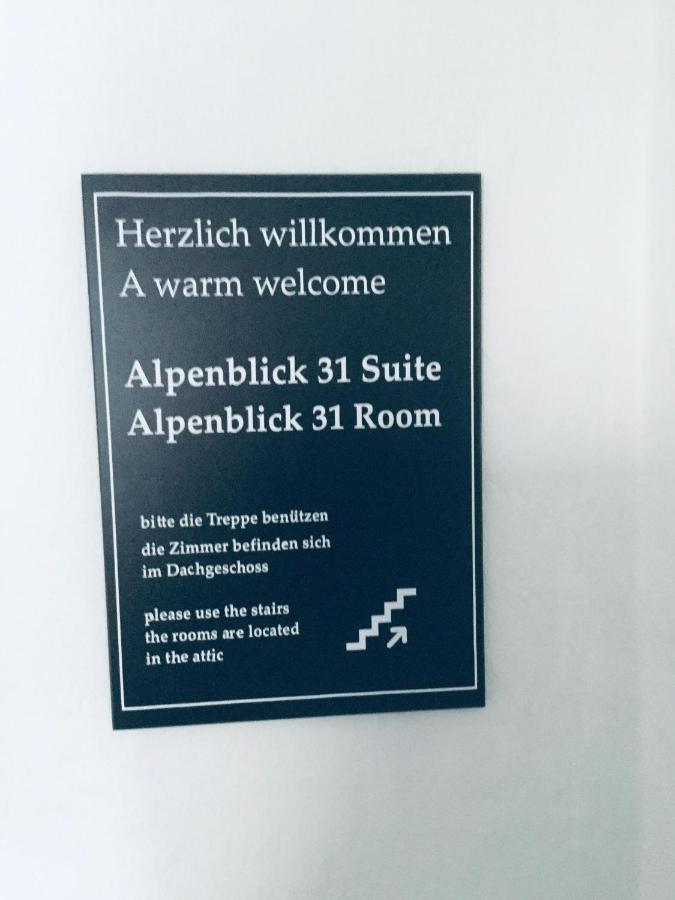 Herzlich willkommen
A warm welcome
Alpenblick 31 Suite
Alpenblick 31 Room
bitte die Treppe benützen
die Zimmer befinden sich
im Dachgeschoss
please use the stairs
the rooms are located
in the attic